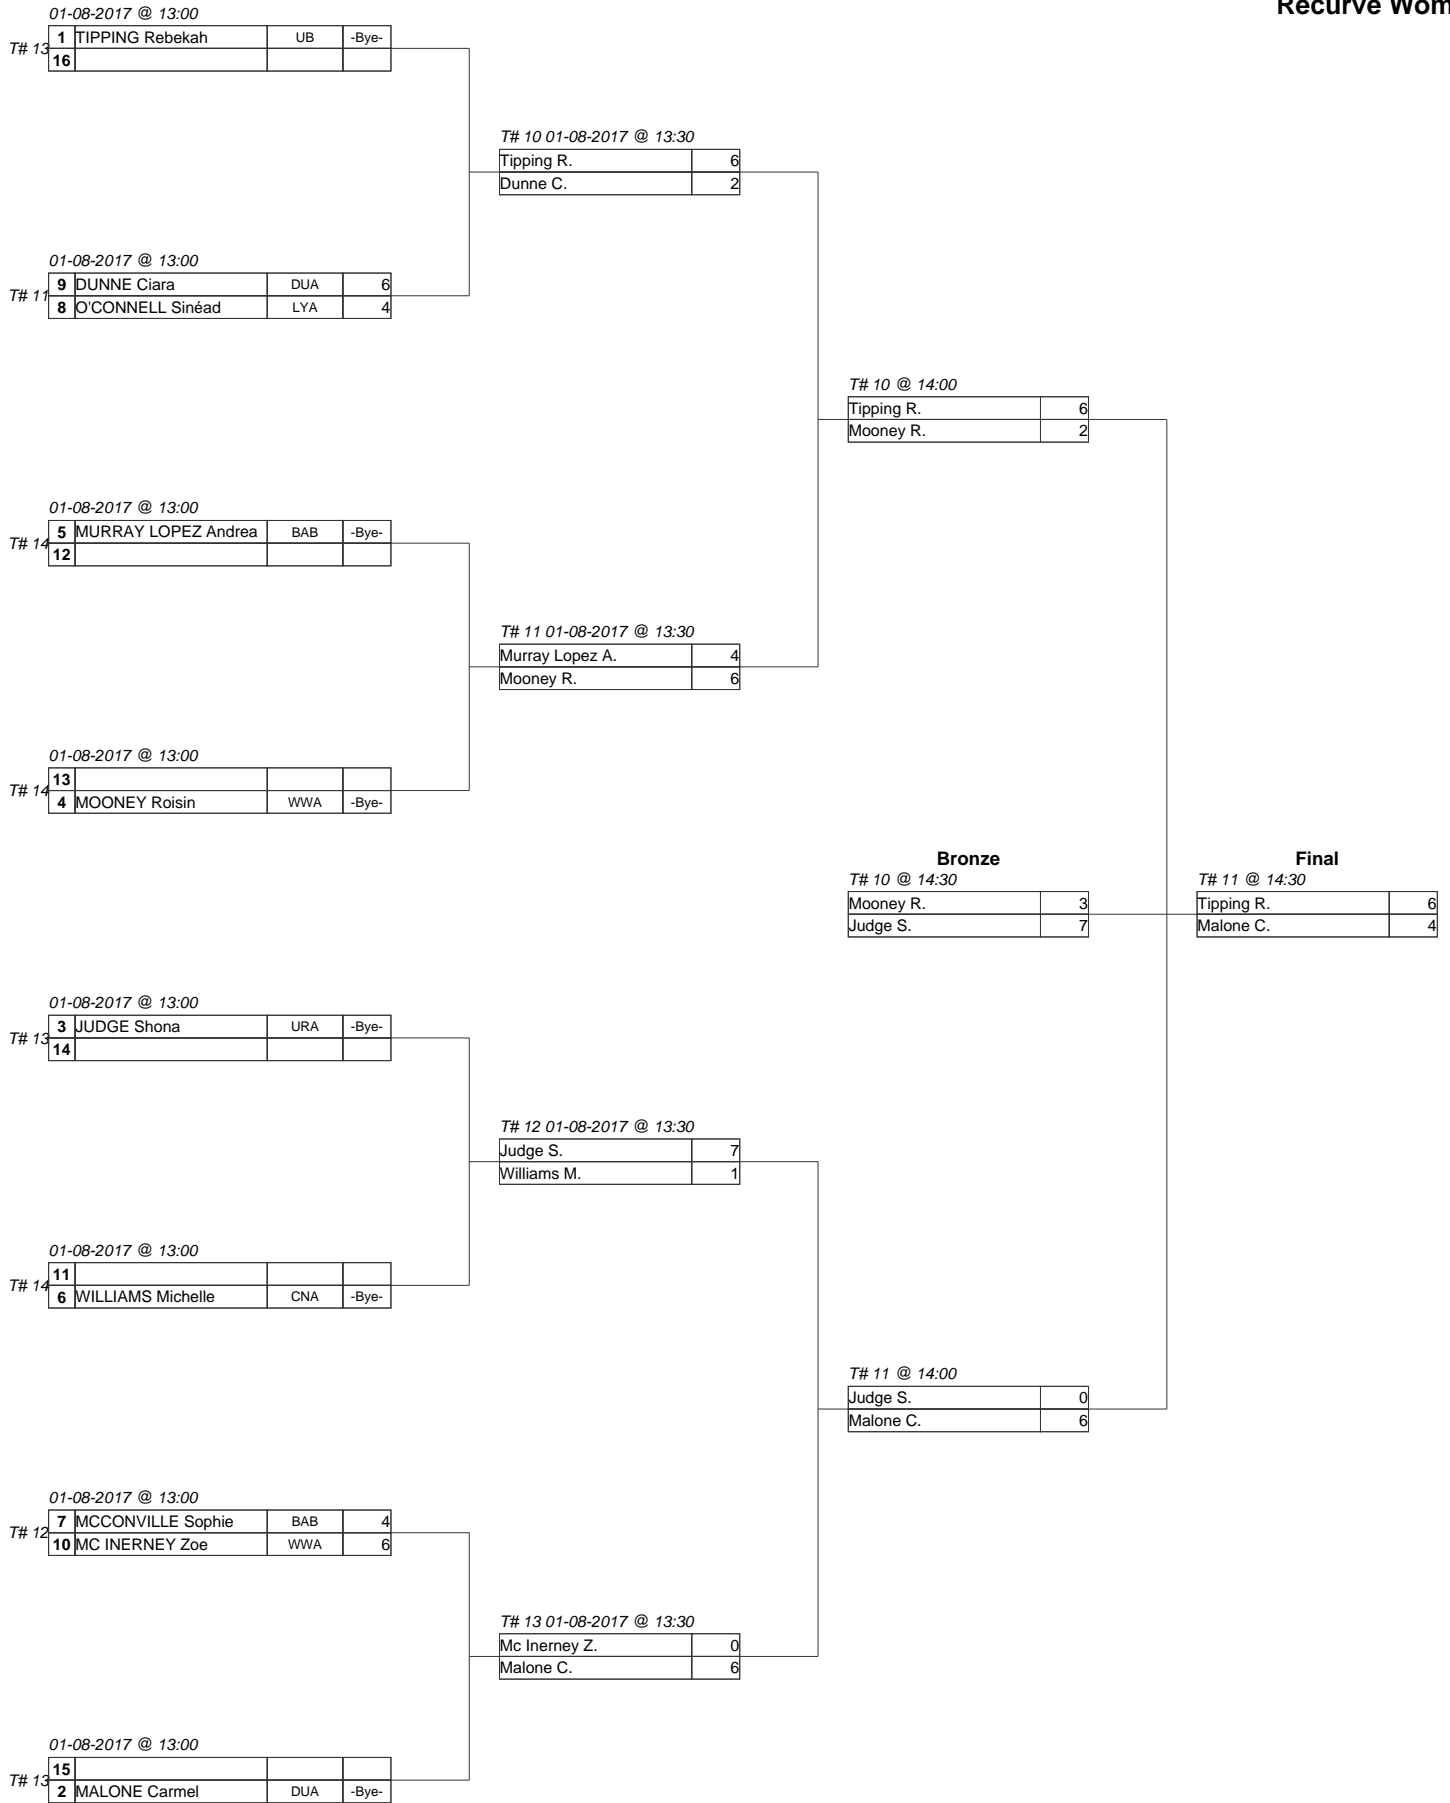 Recurve Wom
01-08-2017 @ 13:00
T# 13
1 TIPPING Rebekah UB -Bye-
16
T# 10 01-08-2017 @ 13:30
Tipping R. 6
Dunne C. 2
01-08-2017 @ 13:00
T# 11
9 DUNNE Ciara DUA 6
8 O'CONNELL Sinéad LYA 4
T# 10 @ 14:00
Tipping R. 6
Mooney R. 2
01-08-2017 @ 13:00
T# 14
5 MURRAY LOPEZ Andrea BAB -Bye-
12
T# 11 01-08-2017 @ 13:30
Murray Lopez A. 4
Mooney R. 6
01-08-2017 @ 13:00
T# 14
13
4 MOONEY Roisin WWA -Bye-
Bronze
T# 10 @ 14:30
Mooney R. 3
Judge S. 7
Final
T# 11 @ 14:30
Tipping R. 6
Malone C. 4
01-08-2017 @ 13:00
T# 13
3 JUDGE Shona URA -Bye-
14
T# 12 01-08-2017 @ 13:30
Judge S. 7
Williams M. 1
01-08-2017 @ 13:00
T# 14
11
6 WILLIAMS Michelle CNA -Bye-
T# 11 @ 14:00
Judge S. 0
Malone C. 6
01-08-2017 @ 13:00
T# 12
7 MCCONVILLE Sophie BAB 4
10 MC INERNEY Zoe WWA 6
T# 13 01-08-2017 @ 13:30
Mc Inerney Z. 0
Malone C. 6
01-08-2017 @ 13:00
T# 13
15
2 MALONE Carmel DUA -Bye-